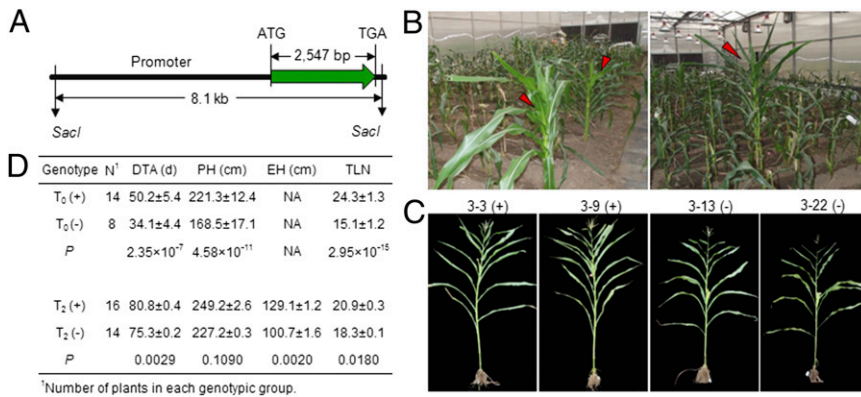 A
ATG
TGA
Promoter
2,547 bp
8.1 kb
SacI
SacI
B
C
3-3 (+)
3-9 (+)
3-13 (-)
3-22 (-)
D
Genotype N¹ DTA (d) PH (cm) EH (cm) TLN
T₀ (+) 14 50.2±5.4 221.3±12.4 NA 24.3±1.3
T₀ (-) 8 34.1±4.4 168.5±17.1 NA 15.1±1.2
P 2.35×10⁻⁷ 4.58×10⁻¹¹ NA 2.95×10⁻¹⁵
T₂ (+) 16 80.8±0.4 249.2±2.6 129.1±1.2 20.9±0.3
T₂ (-) 14 75.3±0.2 227.2±0.3 100.7±1.6 18.3±0.1
P 0.0029 0.1090 0.0020 0.0180
¹Number of plants in each genotypic group.